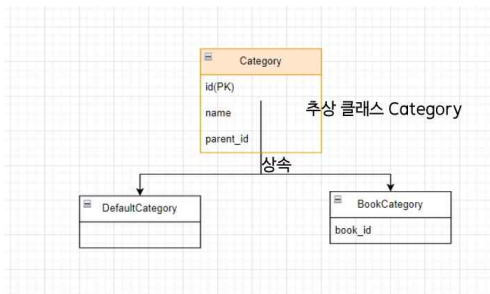 Category
id(PK)
name
추상 클래스 Category
parent_id
상속
DefaultCategory
BookCategory
book_id